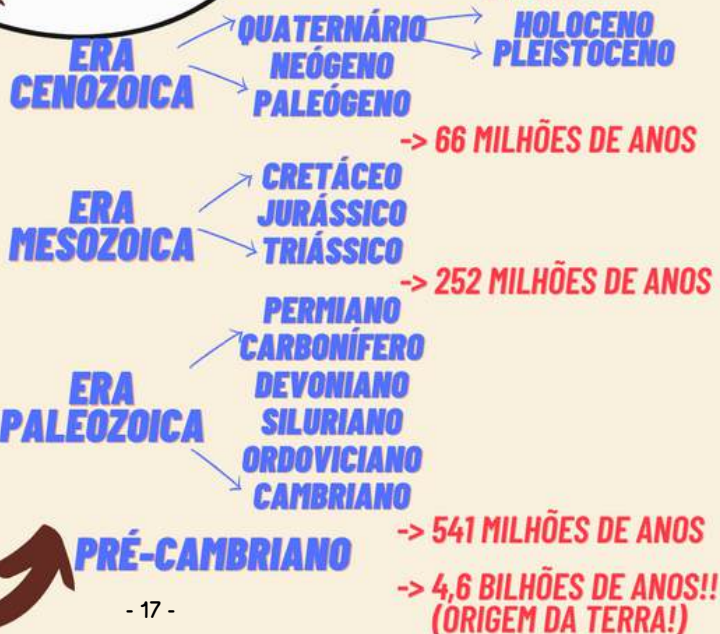 ERA
CENOZOICA
QUATERNÁRIO
NEÓGENO
PALEÓGENO
HOLOCENO
PLEISTOCENO
-> 66 MILHÕES DE ANOS
ERA
MESOZOICA
CRETÁCEO
JURÁSSICO
TRIÁSSICO
-> 252 MILHÕES DE ANOS
ERA
PALEOZOICA
PERMIANO
CARBONÍFERO
DEVONIANO
SILURIANO
ORDOVICIANO
CAMBRIANO
-> 541 MILHÕES DE ANOS
PRÉ-CAMBRIANO
-> 4,6 BILHÕES DE ANOS!!
(ORIGEM DA TERRA!)
- 17 -